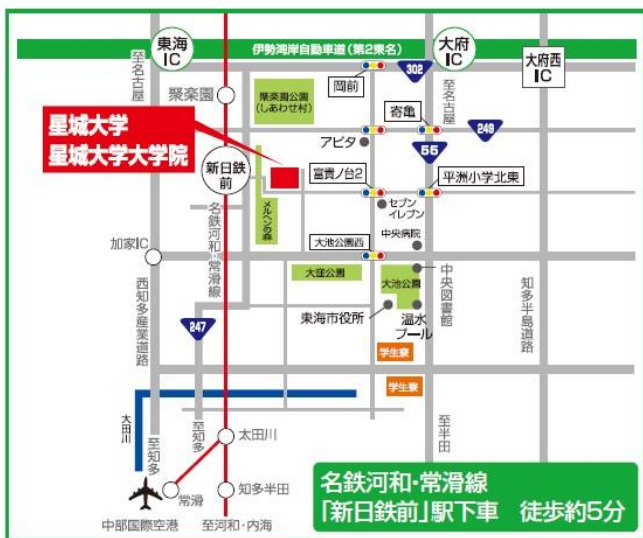 伊勢湾岸自動車道(第2東名)
東海
IC
大府
IC
大府西
IC
至名古屋
聚楽園
聚楽園公園
(しあわせ村)
岡前
302
至名古屋
寄亀
249
星城大学
星城大学大学院
新日鉄
前
アピタ
55
富貴ノ台2
平洲小学北東
メルヘンの森
セブン
イレブン
名鉄河和・常滑線
中央病院
大池公園西
加家IC
大窪公園
大池公園
中央図書館
知多半島道路
西知多産業道路
247
東海市役所
温水
プール
学生寮
学生寮
大田川
至知多
至知多
太田川
至半田
常滑
知多半田
中部国際空港
至河和・内海
名鉄河和・常滑線
「新日鉄前」駅下車 徒歩約5分